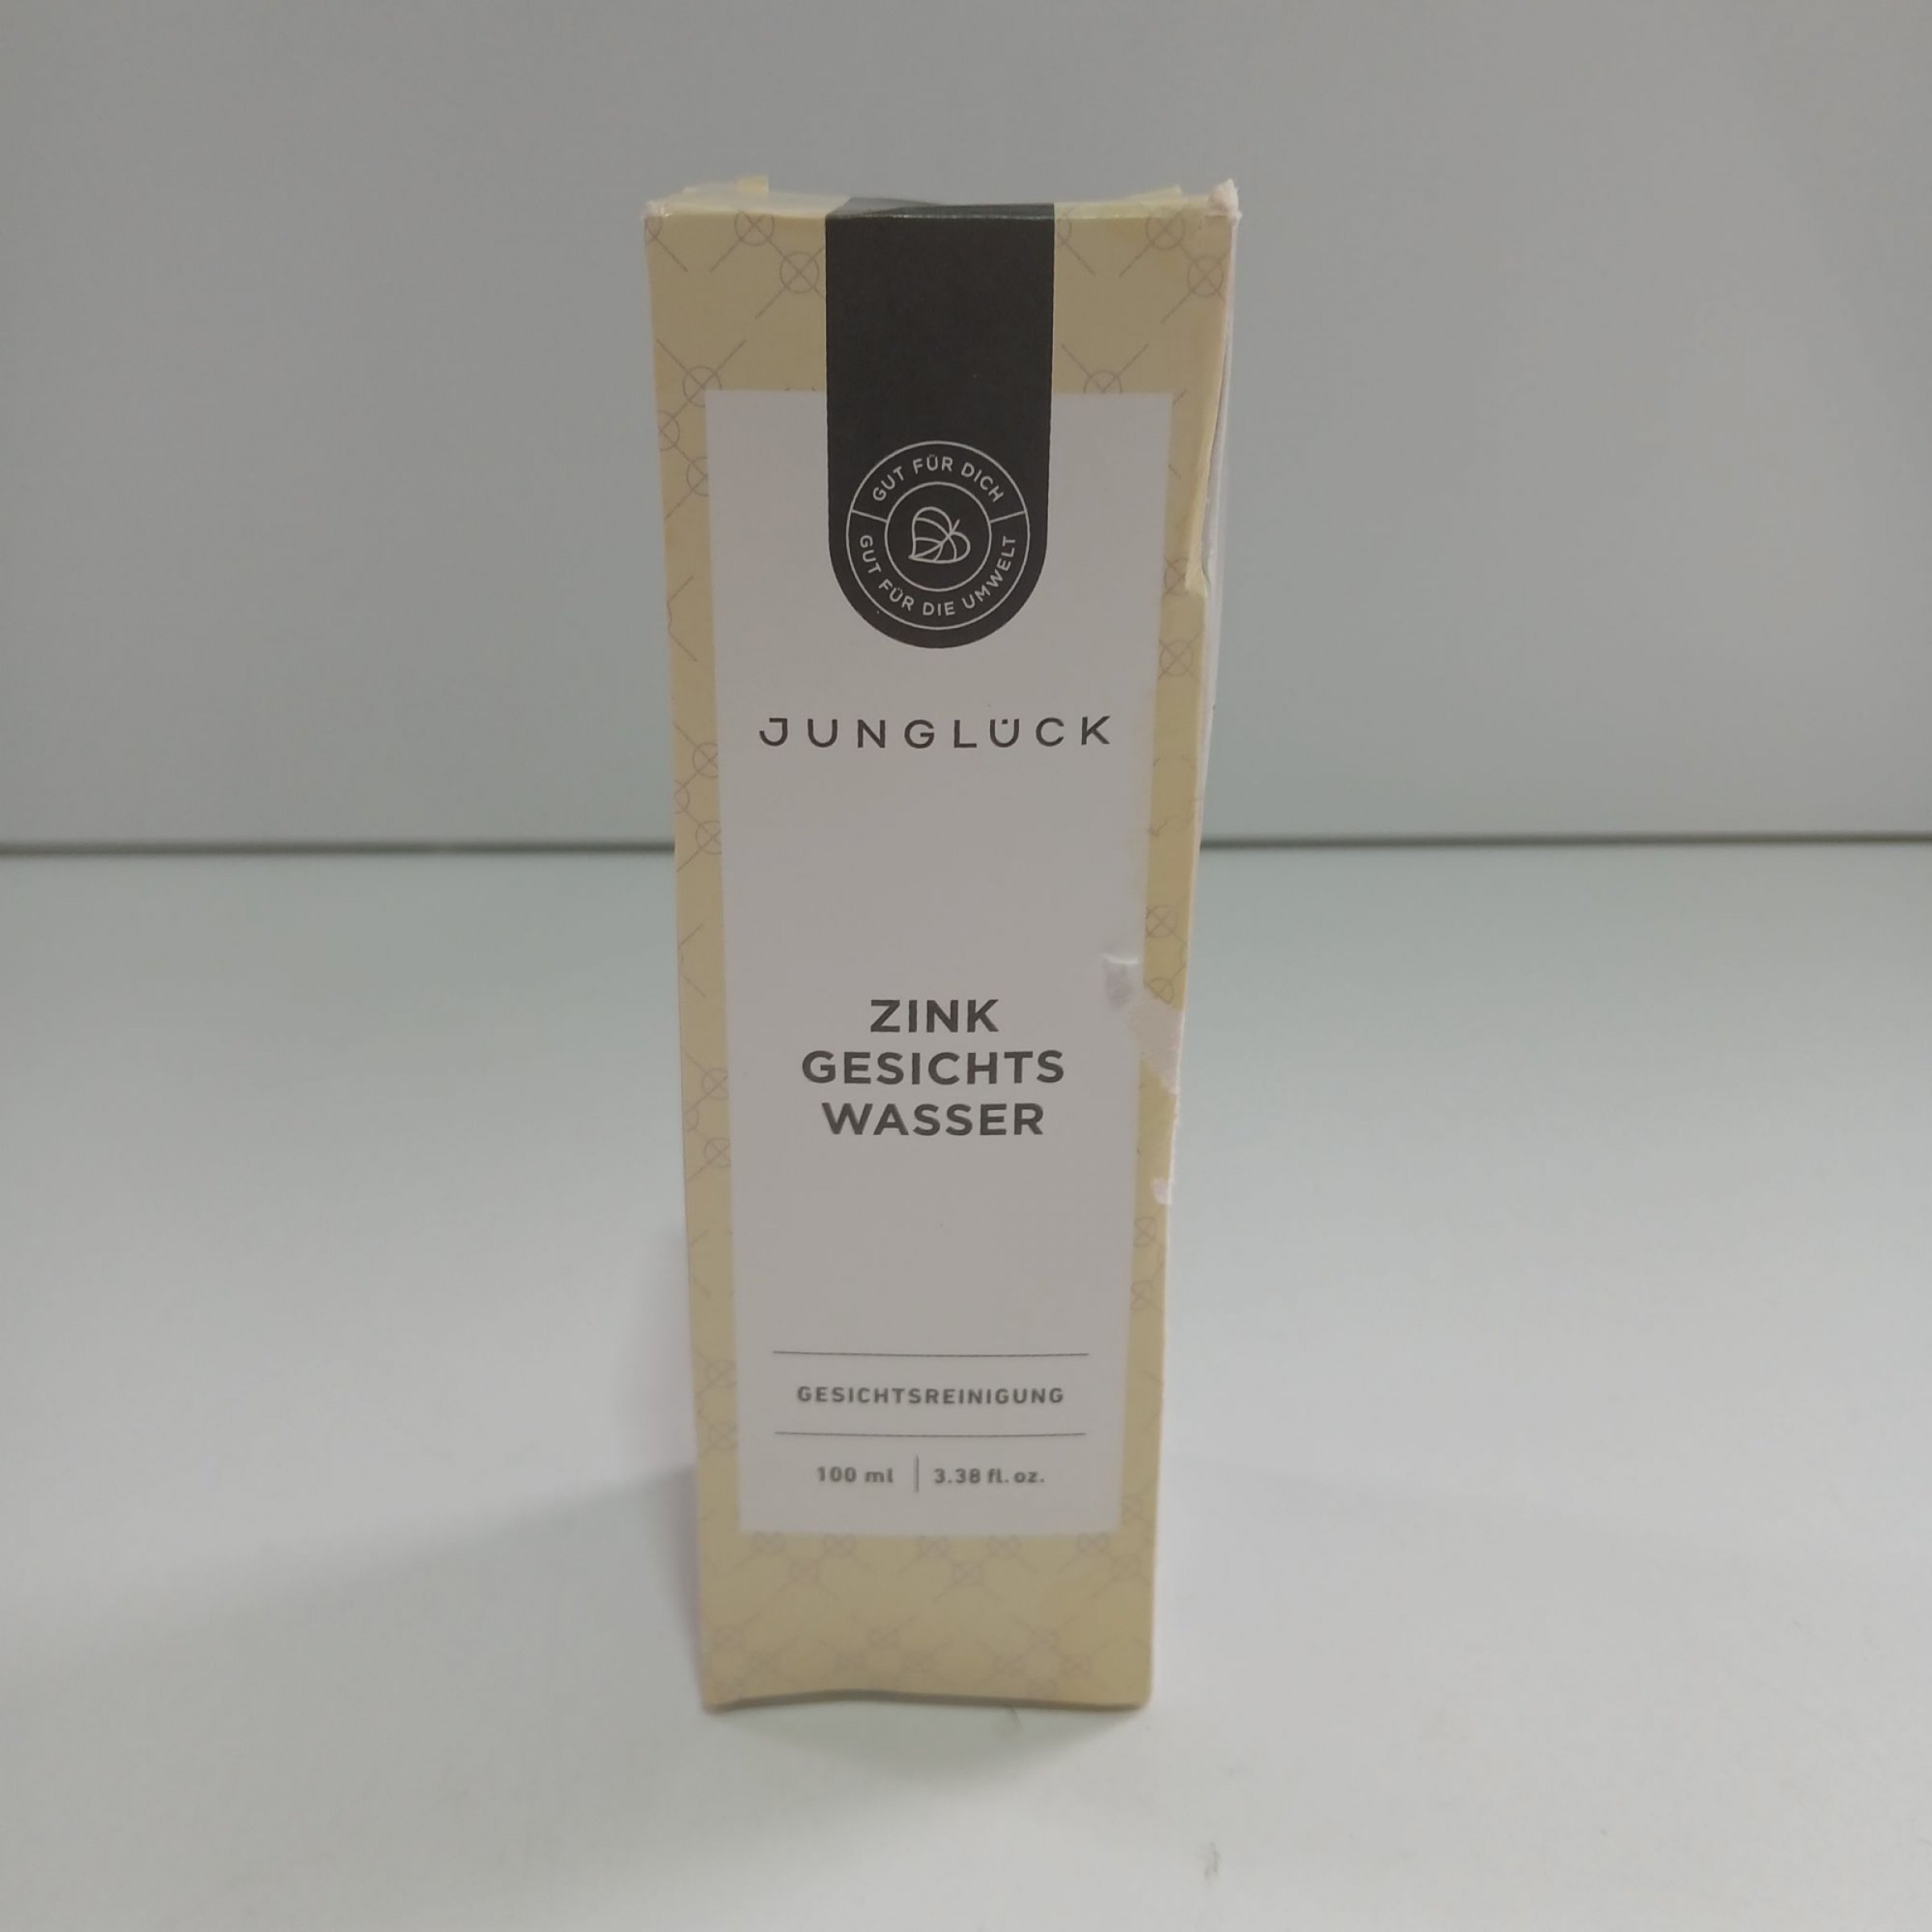 GUT FÜR DICH
GUT FÜR DIE UMWELT
JUNGLÜCK
ZINK
GESICHTS
WASSER
GESICHTSREINIGUNG
100 ml | 3.38 fl. oz.